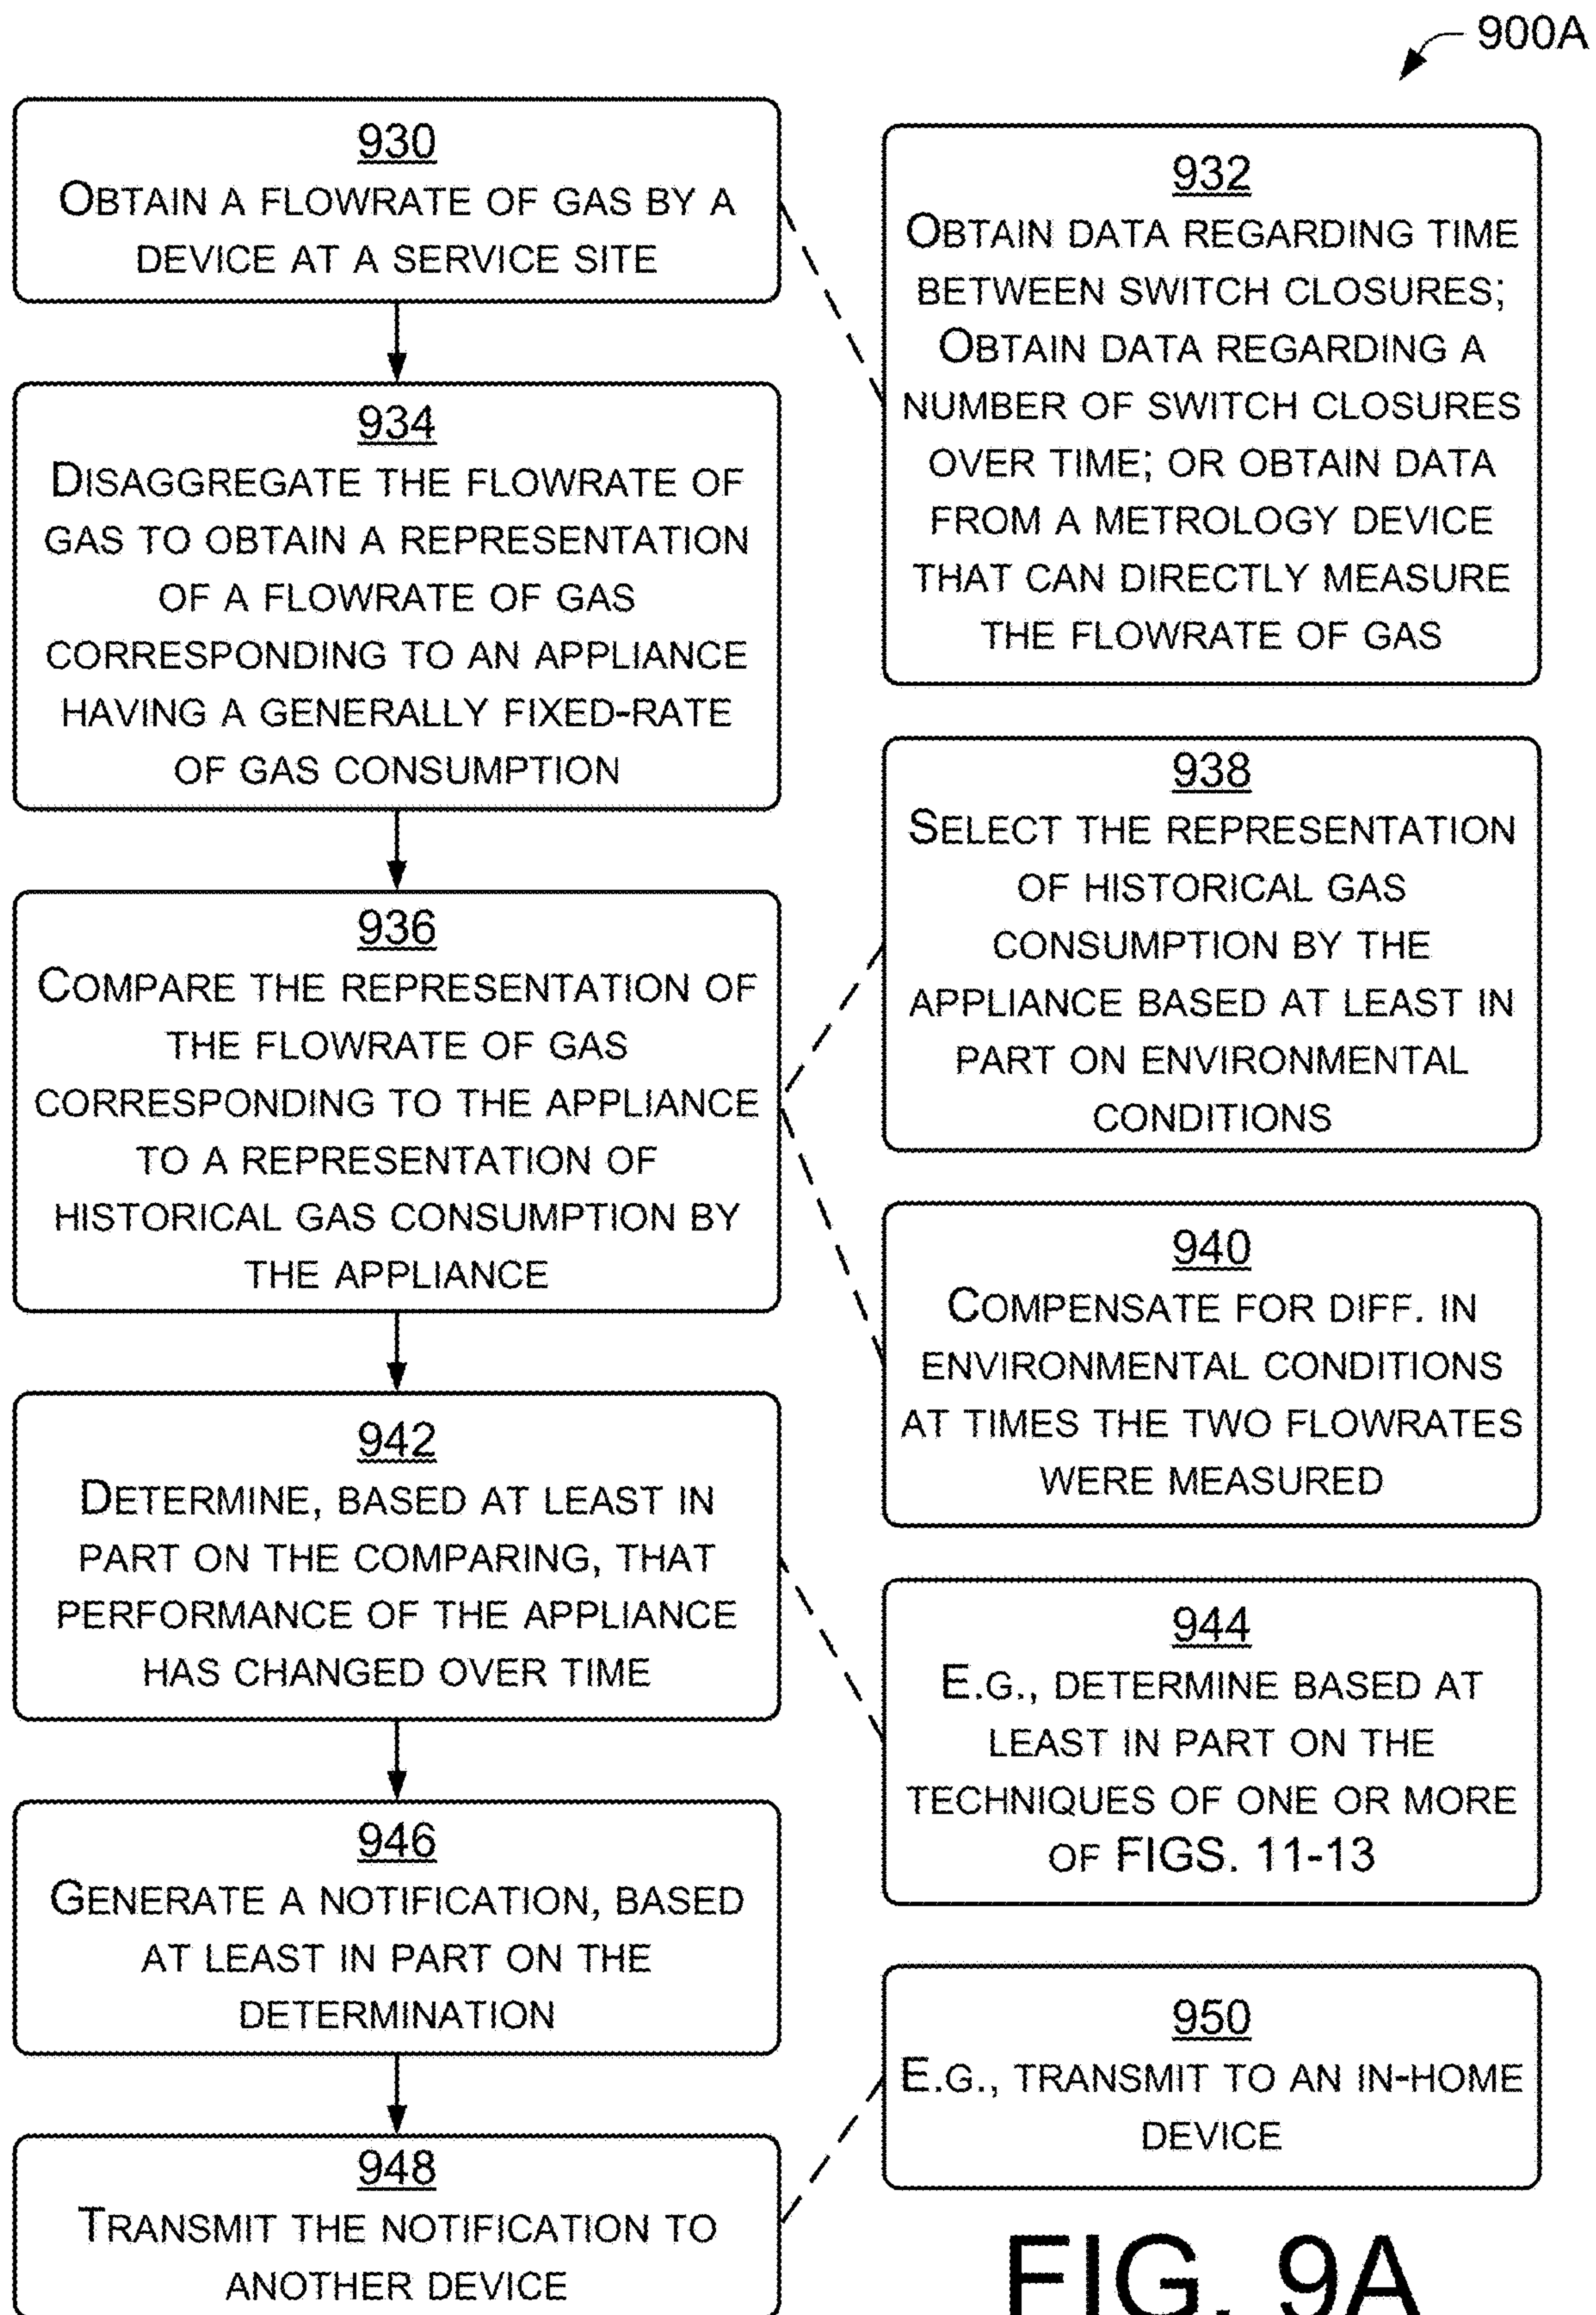 900A
930
OBTAIN A FLOWRATE OF GAS BY A
DEVICE AT A SERVICE SITE
932
OBTAIN DATA REGARDING TIME
BETWEEN SWITCH CLOSURES;
OBTAIN DATA REGARDING A
NUMBER OF SWITCH CLOSURES
OVER TIME; OR OBTAIN DATA
FROM A METROLOGY DEVICE
THAT CAN DIRECTLY MEASURE
THE FLOWRATE OF GAS
934
DISAGGREGATE THE FLOWRATE OF
GAS TO OBTAIN A REPRESENTATION
OF A FLOWRATE OF GAS
CORRESPONDING TO AN APPLIANCE
HAVING A GENERALLY FIXED-RATE
OF GAS CONSUMPTION
936
COMPARE THE REPRESENTATION OF
THE FLOWRATE OF GAS
CORRESPONDING TO THE APPLIANCE
TO A REPRESENTATION OF
HISTORICAL GAS CONSUMPTION BY
THE APPLIANCE
938
SELECT THE REPRESENTATION
OF HISTORICAL GAS
CONSUMPTION BY THE
APPLIANCE BASED AT LEAST IN
PART ON ENVIRONMENTAL
CONDITIONS
940
COMPENSATE FOR DIFF. IN
ENVIRONMENTAL CONDITIONS
AT TIMES THE TWO FLOWRATES
WERE MEASURED
942
DETERMINE, BASED AT LEAST IN
PART ON THE COMPARING, THAT
PERFORMANCE OF THE APPLIANCE
HAS CHANGED OVER TIME
944
E.G., DETERMINE BASED AT
LEAST IN PART ON THE
TECHNIQUES OF ONE OR MORE
OF FIGS. 11-13
946
GENERATE A NOTIFICATION, BASED
AT LEAST IN PART ON THE
DETERMINATION
948
TRANSMIT THE NOTIFICATION TO
ANOTHER DEVICE
950
E.G., TRANSMIT TO AN IN-HOME
DEVICE
FIG. 9A